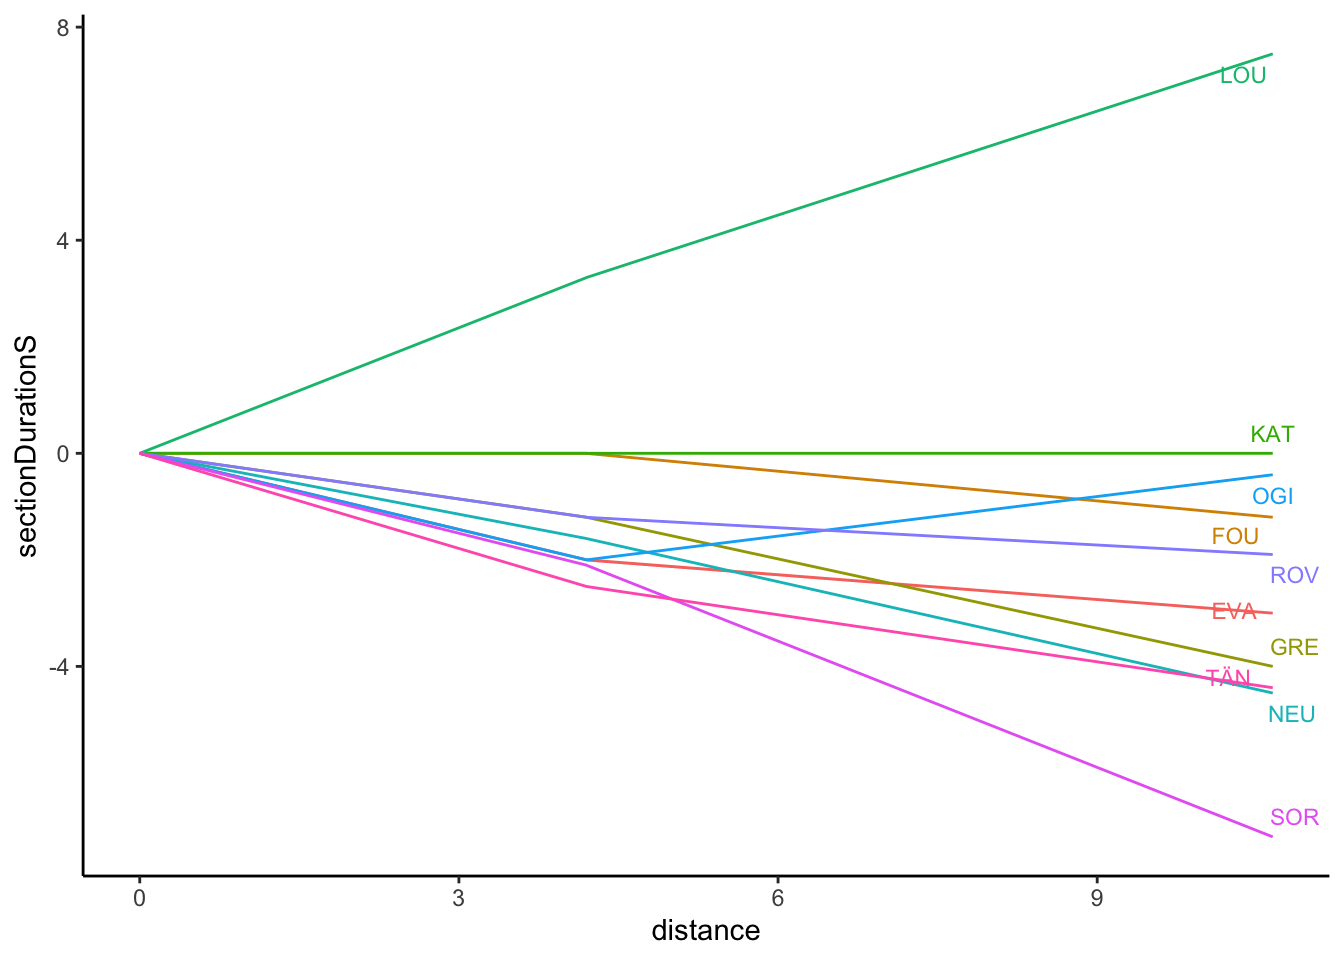 8
4
0
-4
sectionDurationS
LOU
KAT
OGI
FOU
ROV
EVA
GRE
TÄN
NEU
SOR
0 3 6 9
distance